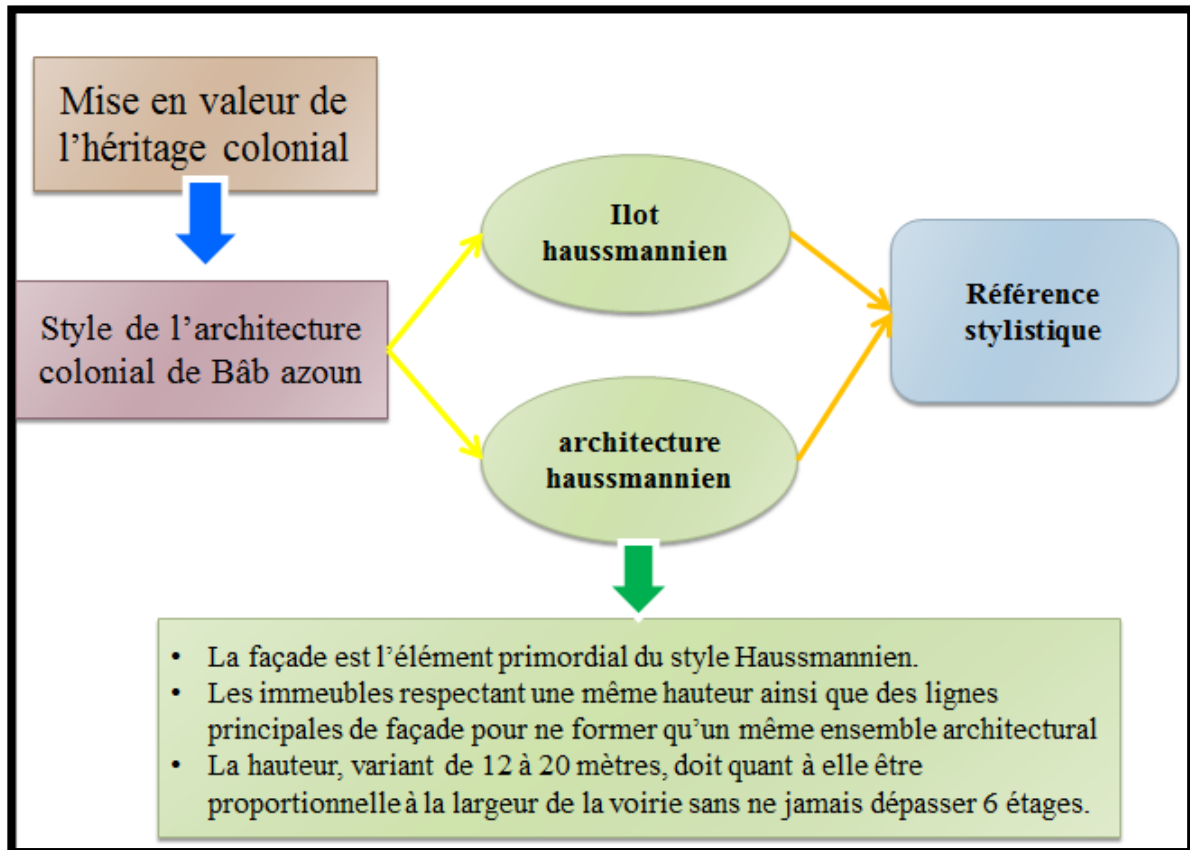 Mise en valeur de
l’héritage colonial
Style de l’architecture
colonial de Bâb azoun
Ilot
haussmannien
architecture
haussmannien
Référence
stylistique
• La façade est l’élément primordial du style Haussmannien.
• Les immeubles respectant une même hauteur ainsi que des lignes
principales de façade pour ne former qu’un même ensemble architectural
• La hauteur, variant de 12 à 20 mètres, doit quant à elle être
proportionnelle à la largeur de la voirie sans ne jamais dépasser 6 étages.